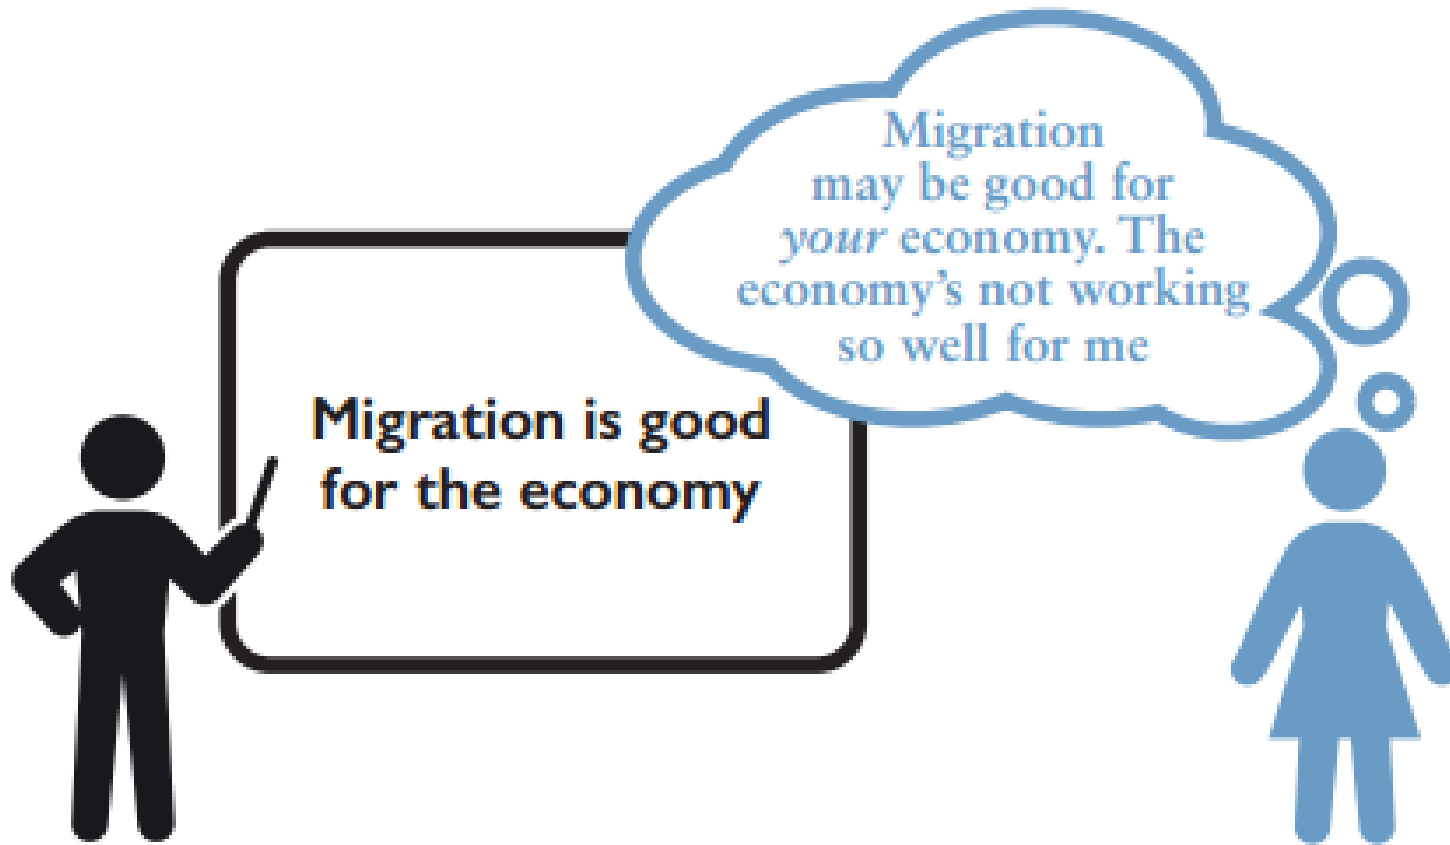 Migration is good
for the economy
Migration
may be good for
your economy. The
economy's not working
so well for me